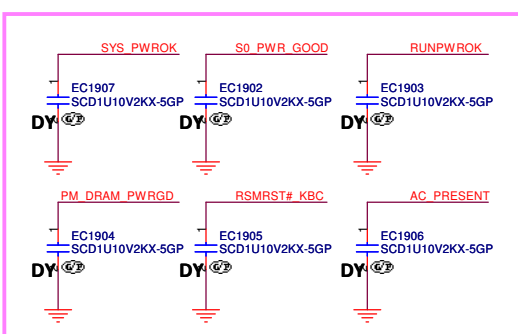 SYS_PWROK S0_PWR_GOOD RUNPWROK
1 1 1
EC1907 EC1902 EC1903
SCD1U10V2KX-5GP SCD1U10V2KX-5GP SCD1U10V2KX-5GP
DY G/P DY G/P DY G/P
PM_DRAM_PWRGD RSMRST#_KBC AC_PRESENT
1 1 1
EC1904 EC1905 EC1906
SCD1U10V2KX-5GP SCD1U10V2KX-5GP SCD1U10V2KX-5GP
DY G/P DY G/P DY G/P